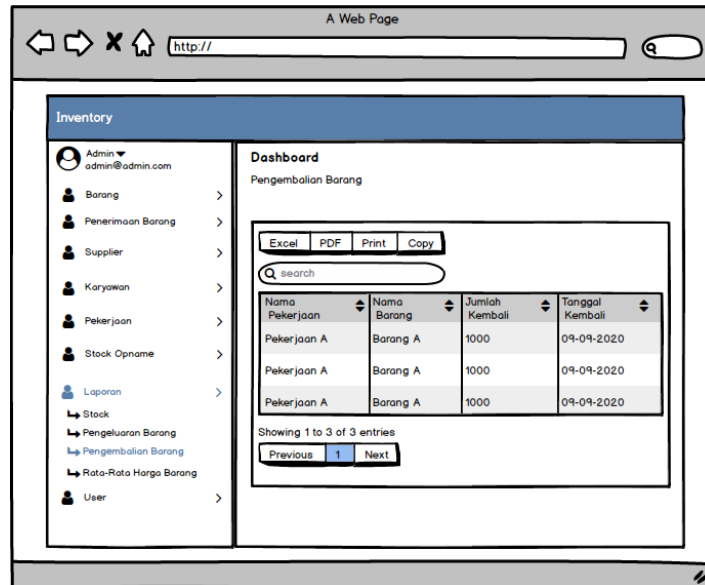 A Web Page
http://
Inventory
Admin
admin@admin.com
Barang
Penerimaan Barang
Supplier
Karyawan
Pekerjaan
Stock Opname
Laporan
Stock
Pengeluaran Barang
Pengembalian Barang
Rata-Rata Harga Barang
User
Dashboard
Pengembalian Barang
Excel PDF Print Copy
search
Nama Pekerjaan Nama Barang Jumlah Kembali Tanggal Kembali
Pekerjaan A Barang A 1000 09-09-2020
Pekerjaan A Barang A 1000 09-09-2020
Pekerjaan A Barang A 1000 09-09-2020
Showing 1 to 3 of 3 entries
Previous 1 Next